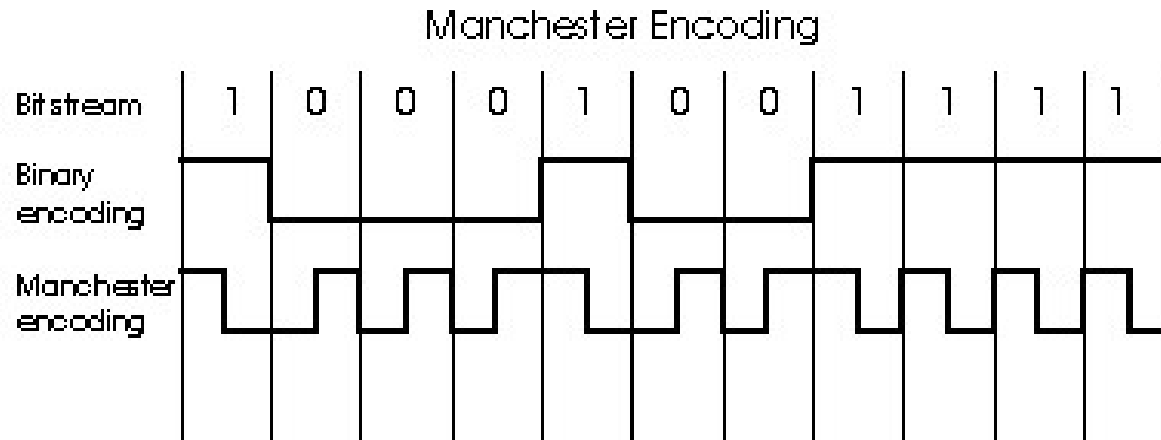 Manchester Encoding
Bitstream 1 0 0 0 1 0 0 1 1 1 1
Binary
encoding
Manchester
encoding